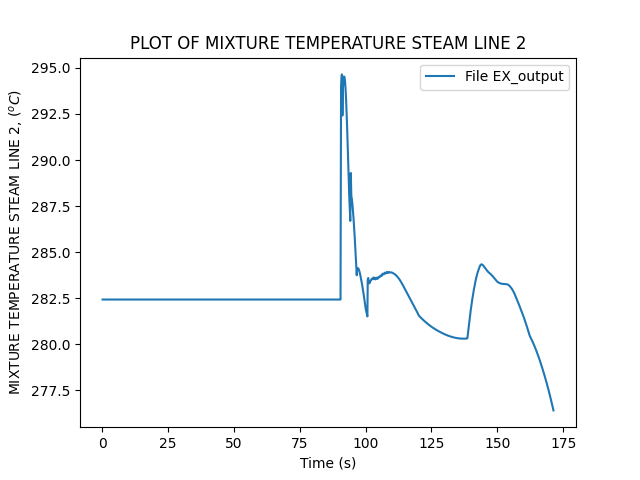 PLOT OF MIXTURE TEMPERATURE STEAM LINE 2
File EX_output
MIXTURE TEMPERATURE STEAM LINE 2, (°C)
295.0
292.5
290.0
287.5
285.0
282.5
280.0
277.5
0 25 50 75 100 125 150 175
Time (s)